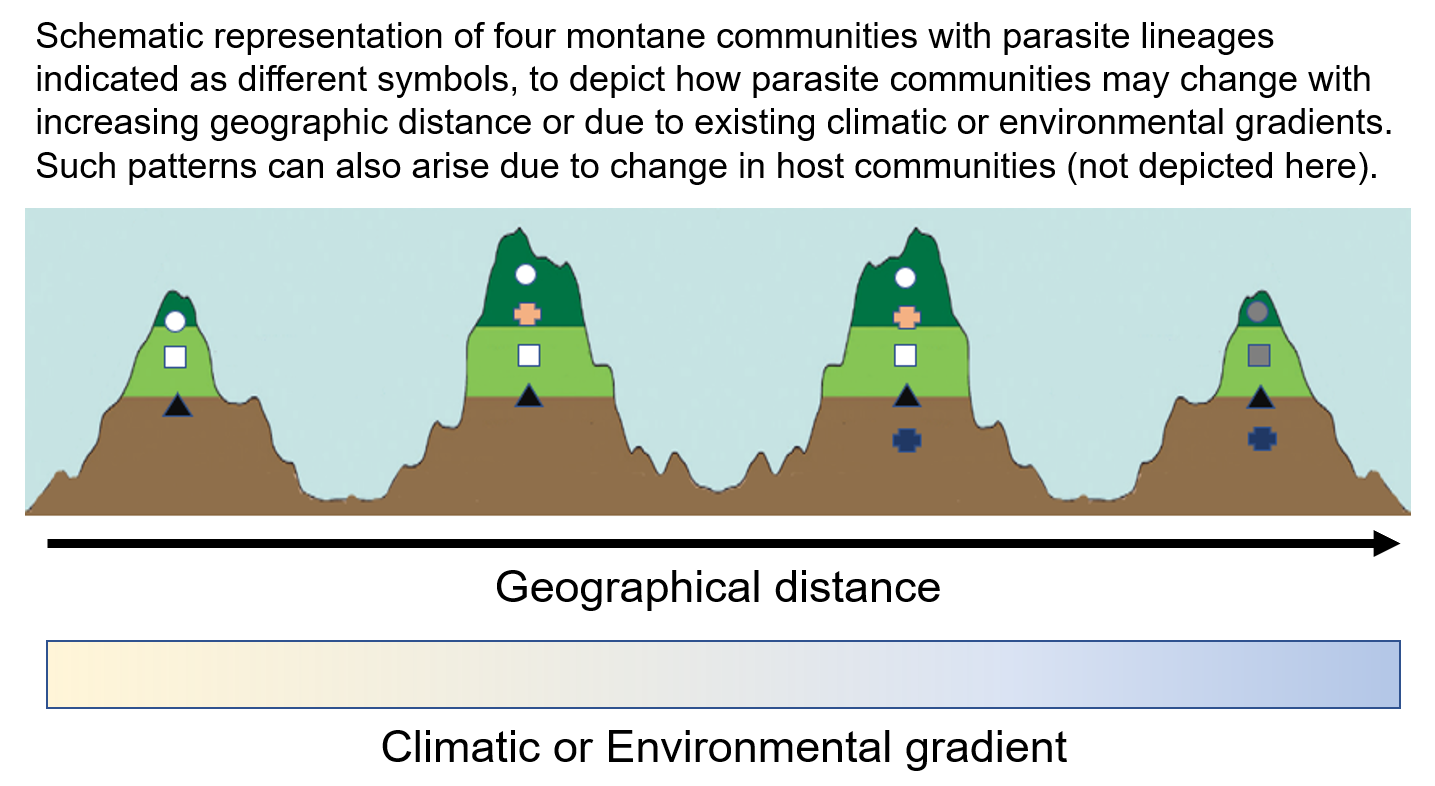 Schematic representation of four montane communities with parasite lineages
indicated as different symbols, to depict how parasite communities may change with
increasing geographic distance or due to existing climatic or environmental gradients.
Such patterns can also arise due to change in host communities (not depicted here).
Geographical distance
Climatic or Environmental gradient